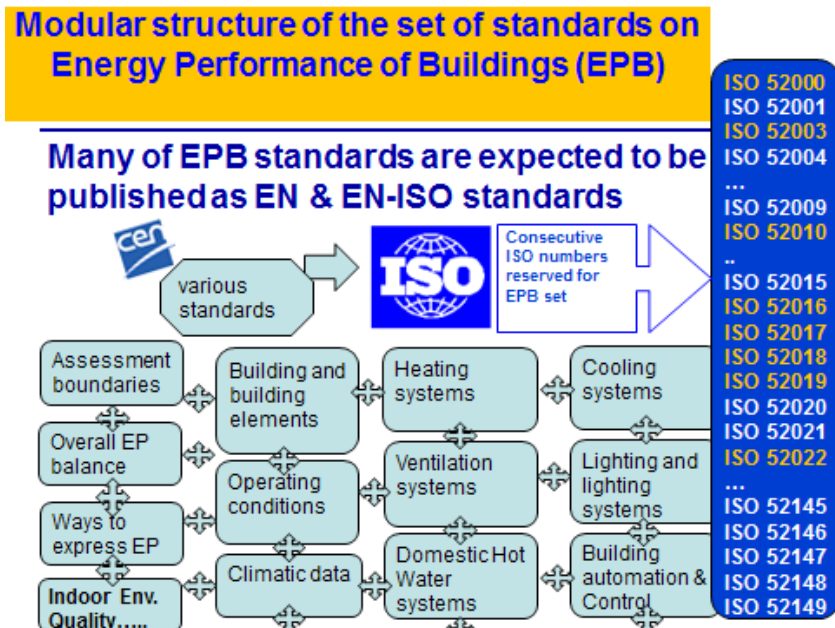 Modular structure of the set of standards on
Energy Performance of Buildings (EPB)
Many of EPB standards are expected to be
published as EN & EN-ISO standards
cen
various
standards
ISO
Consecutive
ISO numbers
reserved for
EPB set
Assessment
boundaries
Building and
building
elements
Heating
systems
Cooling
systems
Overall EP
balance
Operating
conditions
Ventilation
systems
Lighting and
lighting
systems
Ways to
express EP
Climatic data
Domestic Hot
Water
systems
Building
automation &
Control
Indoor Env.
Quality.....
ISO 52000
ISO 52001
ISO 52003
ISO 52004
...
ISO 52009
ISO 52010
..
ISO 52015
ISO 52016
ISO 52017
ISO 52018
ISO 52019
ISO 52020
ISO 52021
ISO 52022
...
ISO 52145
ISO 52146
ISO 52147
ISO 52148
ISO 52149